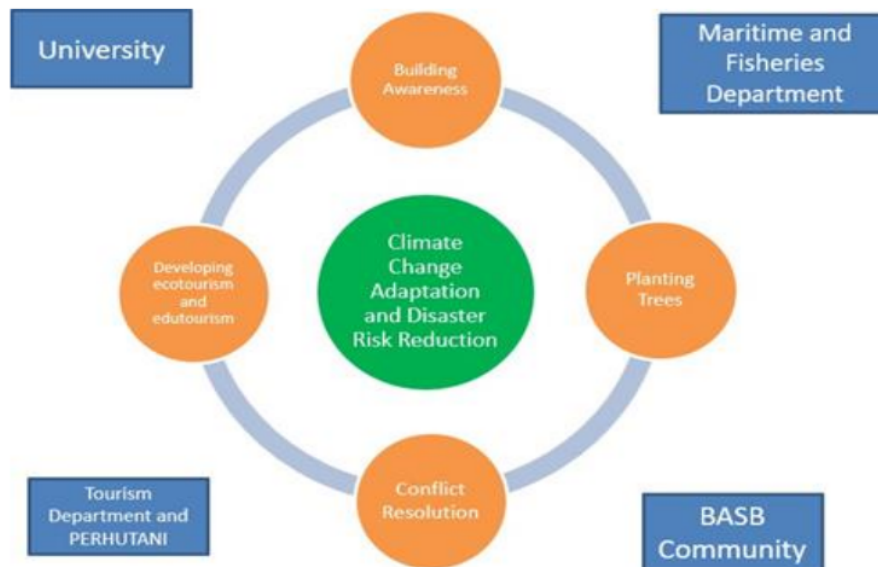 University
Maritime and
Fisheries
Department
Building
Awareness
Developing
ecotourism
and
edutourism
Climate
Change
Adaptation
and Disaster
Risk Reduction
Planting
Trees
Conflict
Resolution
Tourism
Department and
PERHUTANI
BASB
Community